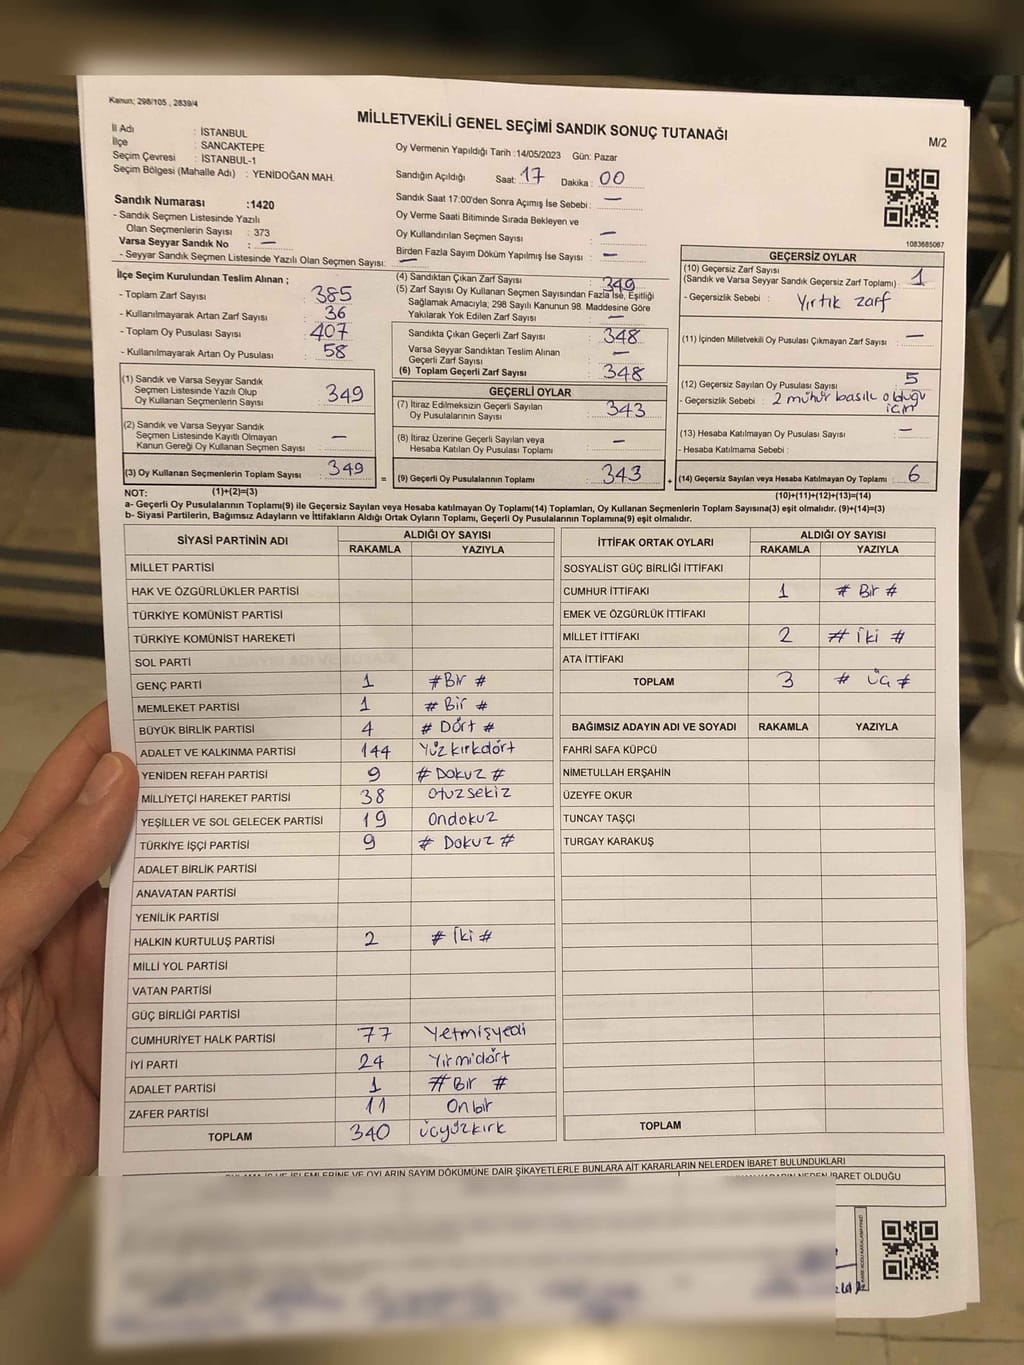 Kanun; 298/105 , 2839/4
MİLLETVEKİLİ GENEL SEÇİMİ SANDIK SONUÇ TUTANAĞI
M/2
İl Adı : İSTANBUL
İlçe : SANCAKTEPE
Seçim Çevresi : İSTANBUL-1
Seçim Bölgesi (Mahalle Adı) : YENİDOĞAN MAH.
Sandık Numarası :1420
- Sandık Seçmen Listesinde Yazılı
Olan Seçmenlerin Sayısı : 373
Varsa Seyyar Sandık No : —
- Seyyar Sandık Seçmen Listesinde Yazılı Olan Seçmen Sayısı: —
Oy Vermenin Yapıldığı Tarih :14/05/2023 Gün: Pazar
Sandığın Açıldığı Saat: 17 Dakika : 00
Sandık Saat 17:00'den Sonra Açımış İse Sebebi : —
Oy Verme Saati Bitiminde Sırada Bekleyen ve
Oy Kullandırılan Seçmen Sayısı : —
Birden Fazla Sayım Döküm Yapılmış İse Sayısı : —
1083685067
İlçe Seçim Kurulundan Teslim Alınan ;
- Toplam Zarf Sayısı : 385
- Kullanılmayarak Artan Zarf Sayısı : 36
- Toplam Oy Pusulası Sayısı : 407
- Kullanılmayarak Artan Oy Pusulası : 58
(1) Sandık ve Varsa Seyyar Sandık
Seçmen Listesinde Yazılı Olup
Oy Kullanan Seçmenlerin Sayısı : 349
(2) Sandık ve Varsa Seyyar Sandık
Seçmen Listesinde Kayıtlı Olmayan
Kanun Gereği Oy Kullanan Seçmen Sayısı : —
(3) Oy Kullanan Seçmenlerin Toplam Sayısı : 349
(1)+(2)=(3)
(4) Sandıktan Çıkan Zarf Sayısı : 349
(5) Zarf Sayısı Oy Kullanan Seçmen Sayısından Fazla İse, Eşitliği
Sağlamak Amacıyla; 298 Sayılı Kanunun 98. Maddesine Göre
Yakılarak Yok Edilen Zarf Sayısı : —
Sandıkta Çıkan Geçerli Zarf Sayısı : 348
Varsa Seyyar Sandıktan Teslim Alınan
Geçerli Zarf Sayısı : —
(6) Toplam Geçerli Zarf Sayısı : 348
GEÇERLİ OYLAR
(7) İtiraz Edilmeksizin Geçerli Sayılan
Oy Pusulalarının Sayısı : 343
(8) İtiraz Üzerine Geçerli Sayılan veya
Hesaba Katılan Oy Pusulası Toplamı : —
= (9) Geçerli Oy Pusulalarının Toplamı : 343 +
GEÇERSİZ OYLAR
(10) Geçersiz Zarf Sayısı
(Sandık ve Varsa Seyyar Sandık Geçersiz Zarf Toplamı) : 1
- Geçersizlik Sebebi : Yırtık zarf
(11) İçinden Milletvekili Oy Pusulası Çıkmayan Zarf Sayısı : —
(12) Geçersiz Sayılan Oy Pusulası Sayısı : 5
- Geçersizlik Sebebi : 2 mühür basılı olduğu
için
(13) Hesaba Katılmayan Oy Pusulası Sayısı : —
- Hesaba Katılmama Sebebi :
(14) Geçersiz Sayılan veya Hesaba Katılmayan Oy Toplamı : 6
(10)+(11)+(12)+(13)=(14)
NOT:
a- Geçerli Oy Pusulalarının Toplamı(9) ile Geçersiz Sayılan veya Hesaba katılmayan Oy Toplamı(14) Toplamları, Oy Kullanan Seçmenlerin Toplam Sayısına(3) eşit olmalıdır. (9)+(14)=(3)
b- Siyasi Partilerin, Bağımsız Adayların ve İttifakların Aldığı Ortak Oyların Toplamı, Geçerli Oy Pusulalarının Toplamına(9) eşit olmalıdır.
SİYASİ PARTİNİN ADI ALDIĞI OY SAYISI
RAKAMLA YAZIYLA
MİLLET PARTİSİ
HAK VE ÖZGÜRLÜKLER PARTİSİ
TÜRKİYE KOMÜNİST PARTİSİ
TÜRKİYE KOMÜNİST HAREKETİ
SOL PARTİ
GENÇ PARTİ 1 # Bir #
MEMLEKET PARTİSİ 1 # Bir #
BÜYÜK BİRLİK PARTİSİ 4 # Dört #
ADALET VE KALKINMA PARTİSİ 144 Yüzkırkdört
YENİDEN REFAH PARTİSİ 9 # Dokuz #
MİLLİYETÇİ HAREKET PARTİSİ 38 otuzsekiz
YEŞİLLER VE SOL GELECEK PARTİSİ 19 Ondokuz
TÜRKİYE İŞÇİ PARTİSİ 9 # Dokuz #
ADALET BİRLİK PARTİSİ
ANAVATAN PARTİSİ
YENİLİK PARTİSİ
HALKIN KURTULUŞ PARTİSİ 2 # İki #
MİLLİ YOL PARTİSİ
VATAN PARTİSİ
GÜÇ BİRLİĞİ PARTİSİ
CUMHURİYET HALK PARTİSİ 77 Yetmişyedi
İYİ PARTİ 24 Yirmidört
ADALET PARTİSİ 1 # Bir #
ZAFER PARTİSİ 11 Onbir
TOPLAM 340 üçyüzkırk
İTTİFAK ORTAK OYLARI ALDIĞI OY SAYISI
RAKAMLA YAZIYLA
SOSYALİST GÜÇ BİRLİĞİ İTTİFAKI
CUMHUR İTTİFAKI 1 # Bir #
EMEK VE ÖZGÜRLÜK İTTİFAKI
MİLLET İTTİFAKI 2 # İki #
ATA İTTİFAKI
TOPLAM 3 # üç #
BAĞIMSIZ ADAYIN ADI VE SOYADI RAKAMLA YAZIYLA
FAHRİ SAFA KÜPCÜ
NİMETULLAH ERŞAHİN
ÜZEYFE OKUR
TUNCAY TAŞÇI
TURGAY KARAKUŞ
TOPLAM
İŞLEMLERİNE VE OYLARIN SAYIM DÖKÜMÜNE DAİR ŞİKAYETLERLE BUNLARA AİT KARARLARIN NELERDEN İBARET BULUNDUKLARI
NEDEN İBARET OLDUĞU